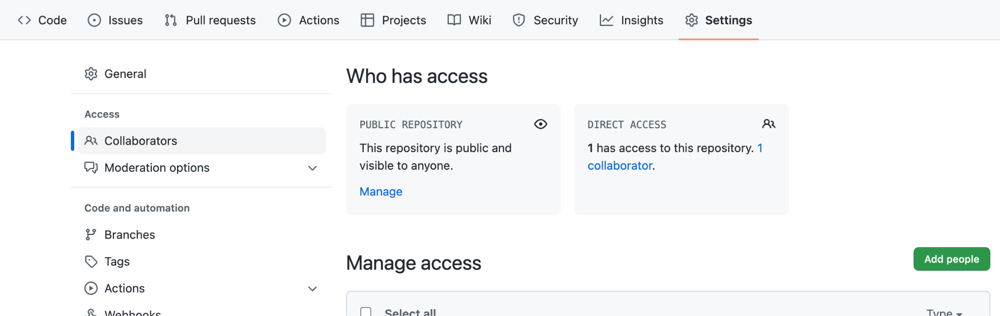 Code Issues Pull requests Actions Projects Wiki Security Insights Settings
General
Access
Collaborators
Moderation options
Code and automation
Branches
Tags
Actions
Webhooks
Who has access
PUBLIC REPOSITORY
This repository is public and
visible to anyone.
Manage
DIRECT ACCESS
1 has access to this repository. 1
collaborator.
Manage access
Add people
Select all
Type